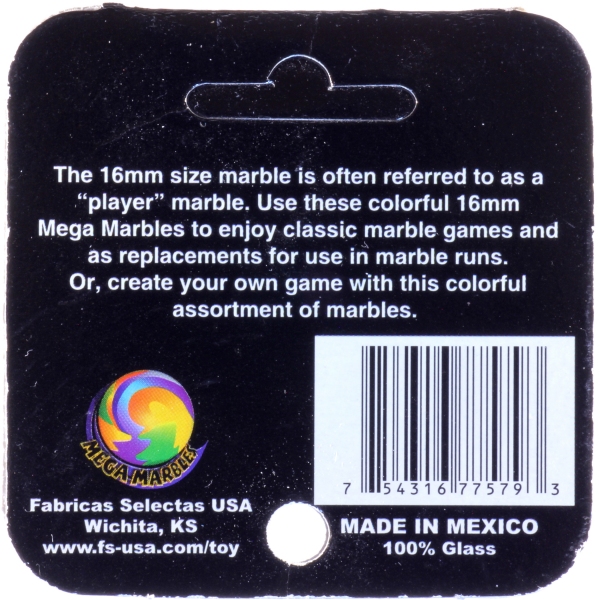 The 16mm size marble is often referred to as a
“player” marble. Use these colorful 16mm
Mega Marbles to enjoy classic marble games and
as replacements for use in marble runs.
Or, create your own game with this colorful
assortment of marbles.
MEGA MARBLES
Fabricas Selectas USA
Wichita, KS
www.fs-usa.com/toy
7 54316 77579 3
MADE IN MEXICO
100% Glass